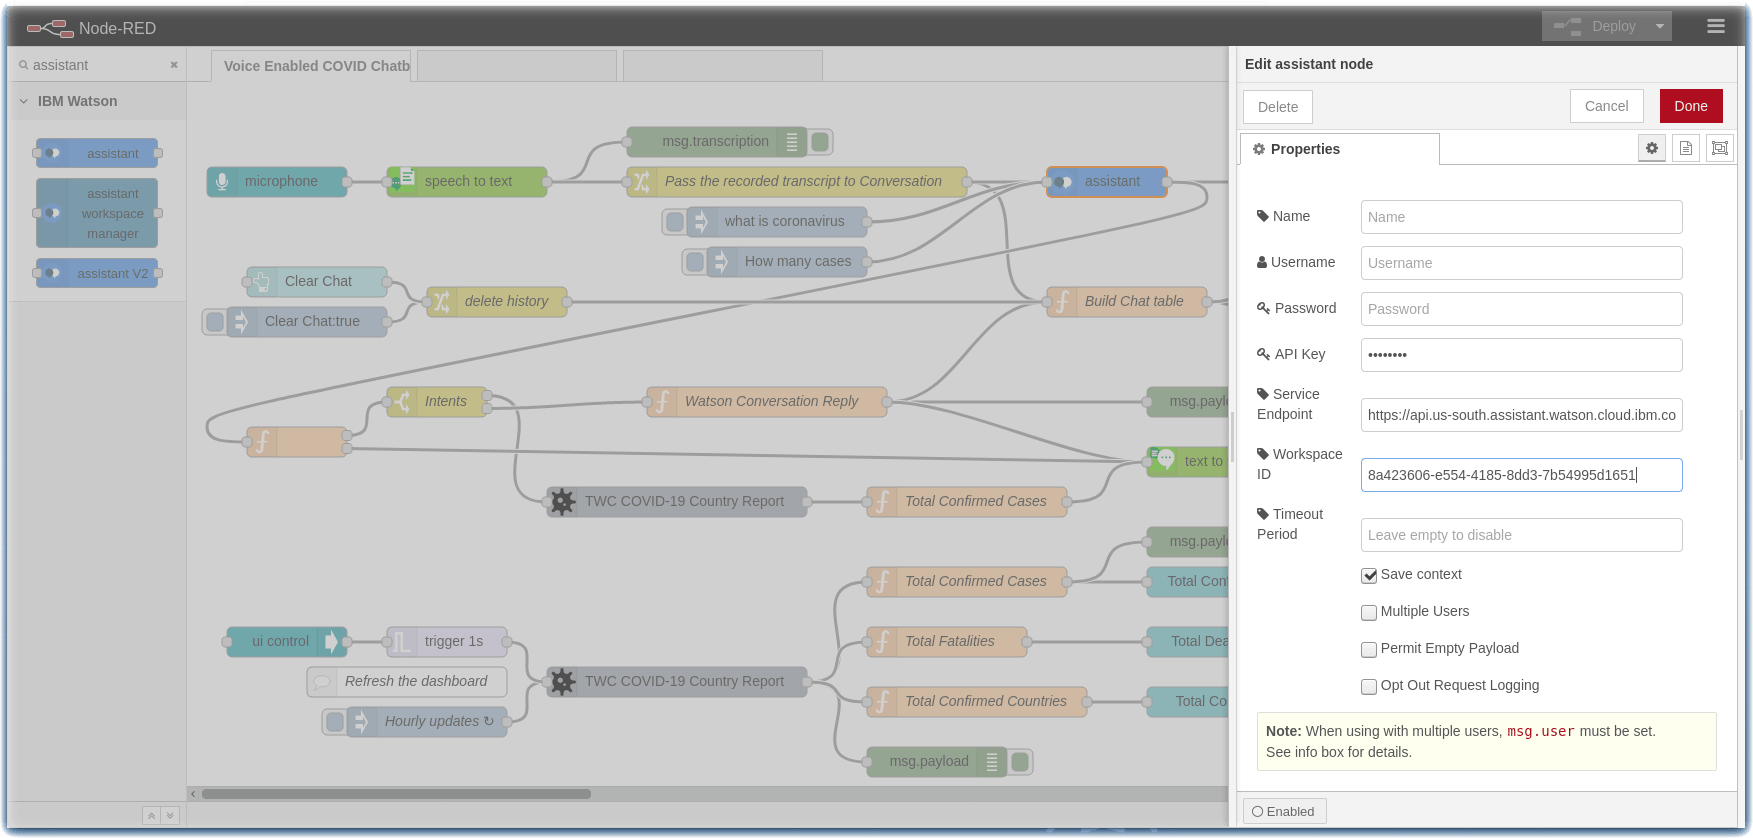 Node-RED
Deploy
assistant
IBM Watson
assistant
assistant
workspace
manager
assistant V2
Voice Enabled COVID Chatb
msg.transcription
microphone
speech to text
Pass the recorded transcript to Conversation
assistant
what is coronavirus
How many cases
Clear Chat
Clear Chat:true
delete history
Build Chat table
Intents
Watson Conversation Reply
msg.paylo
text to
TWC COVID-19 Country Report
Total Confirmed Cases
msg.paylo
Total Confirmed Cases
Total Con
ui control
trigger 1s
Total Fatalities
Total Dea
Refresh the dashboard
TWC COVID-19 Country Report
Total Confirmed Countries
Total Co
Hourly updates ↻
msg.payload
Edit assistant node
Delete
Cancel
Done
Properties
Name
Name
Username
Username
Password
Password
API Key
••••••••
Service
Endpoint
https://api.us-south.assistant.watson.cloud.ibm.co
Workspace
ID
8a423606-e554-4185-8dd3-7b54995d1651
Timeout
Period
Leave empty to disable
Save context
Multiple Users
Permit Empty Payload
Opt Out Request Logging
Note: When using with multiple users, msg.user must be set.
See info box for details.
Enabled